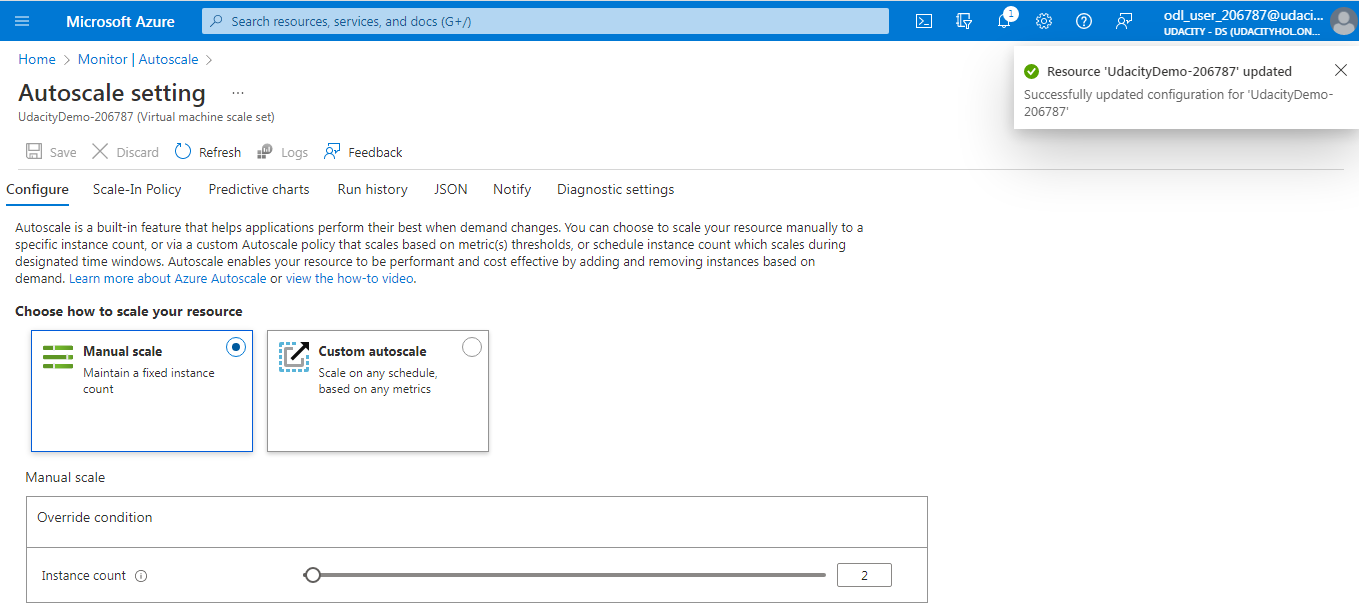 Microsoft Azure
Search resources, services, and docs (G+/)
1
odl_user_206787@udaci...
UDACITY - DS (UDACITYHOL.ON...
Home > Monitor | Autoscale >
Resource 'UdacityDemo-206787' updated
Successfully updated configuration for 'UdacityDemo-
206787'
Autoscale setting ...
UdacityDemo-206787 (Virtual machine scale set)
Save Discard Refresh Logs Feedback
Configure Scale-In Policy Predictive charts Run history JSON Notify Diagnostic settings
Autoscale is a built-in feature that helps applications perform their best when demand changes. You can choose to scale your resource manually to a
specific instance count, or via a custom Autoscale policy that scales based on metric(s) thresholds, or schedule instance count which scales during
designated time windows. Autoscale enables your resource to be performant and cost effective by adding and removing instances based on
demand. Learn more about Azure Autoscale or view the how-to video.
Choose how to scale your resource
Manual scale
Maintain a fixed instance
count
Custom autoscale
Scale on any schedule,
based on any metrics
Manual scale
Override condition
Instance count 2